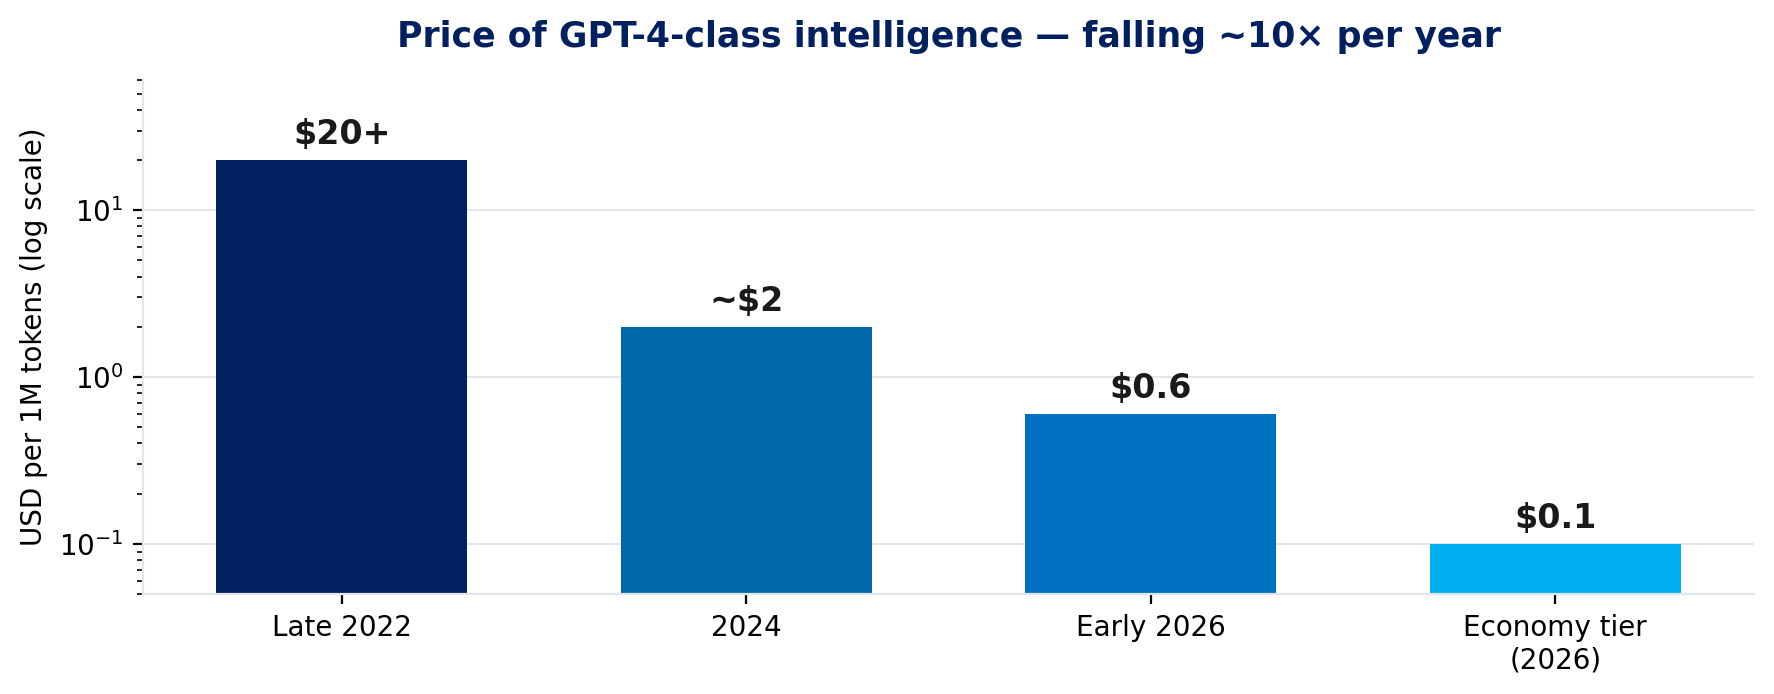 Price of GPT-4-class intelligence — falling ~10× per year
USD per 1M tokens (log scale)
10¹
10⁰
10⁻¹
$20+
~$2
$0.6
$0.1
Late 2022
2024
Early 2026
Economy tier
(2026)